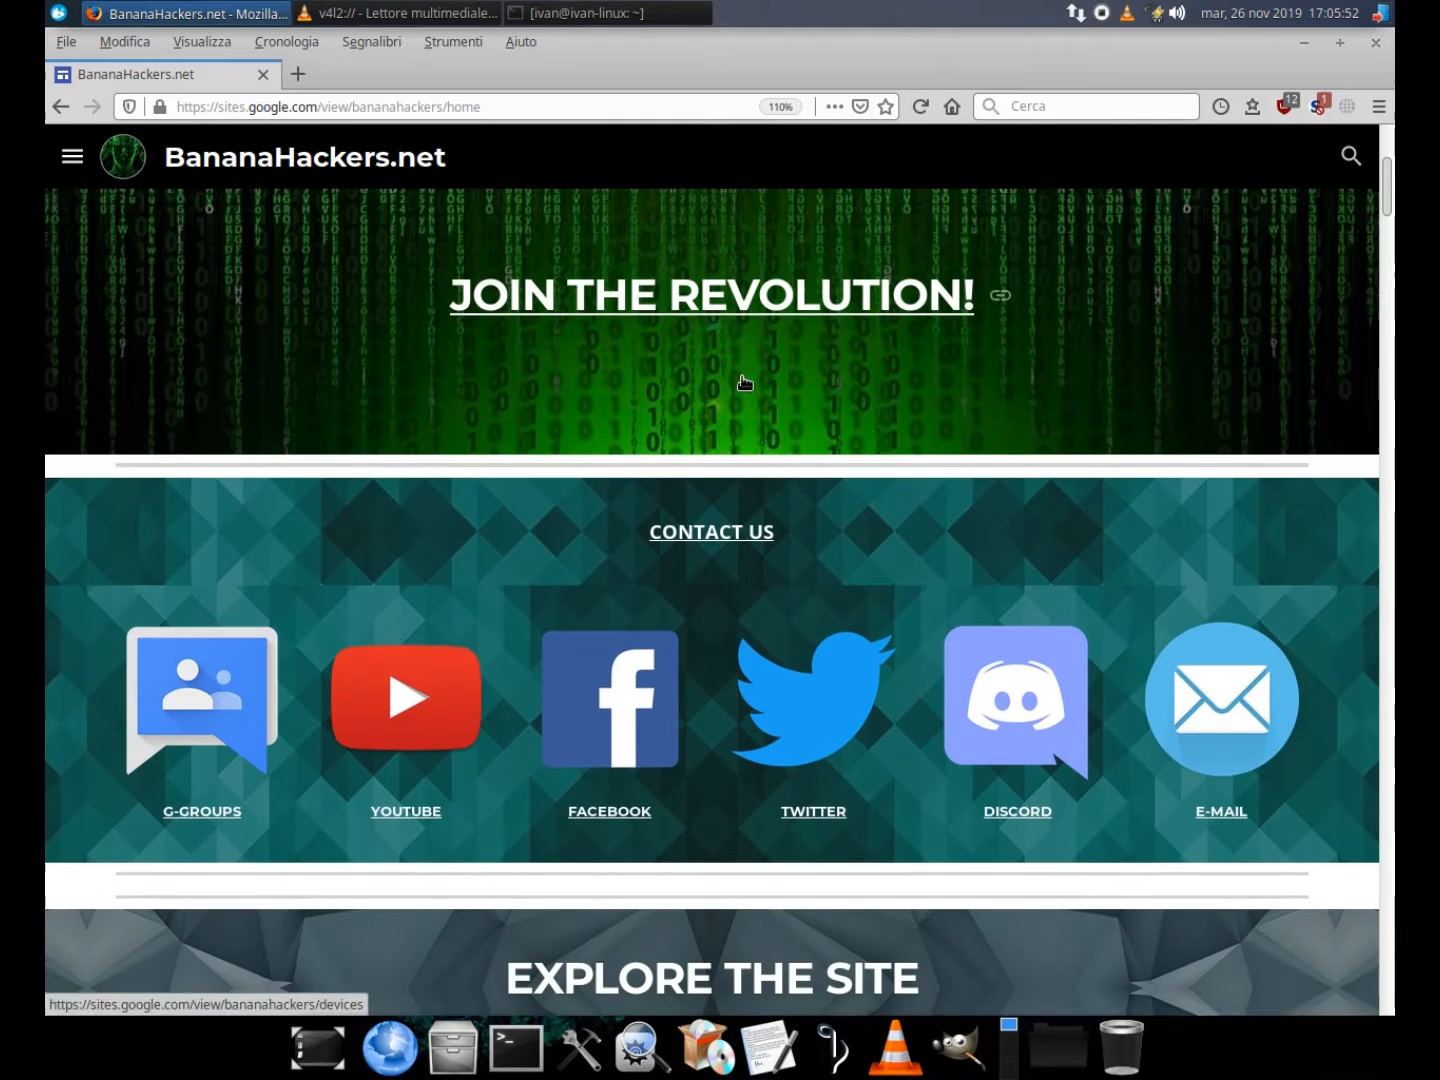 BananaHackers.net - Mozilla...
v4l2:// - Lettore multimediale...
[ivan@ivan-linux: ~]
mar, 26 nov 2019 17:05:52
File Modifica Visualizza Cronologia Segnalibri Strumenti Aiuto
BananaHackers.net
https://sites.google.com/view/bananahackers/home
110%
Cerca
12
1
BananaHackers.net
JOIN THE REVOLUTION!
CONTACT US
G-GROUPS YOUTUBE FACEBOOK TWITTER DISCORD E-MAIL
EXPLORE THE SITE
https://sites.google.com/view/bananahackers/devices